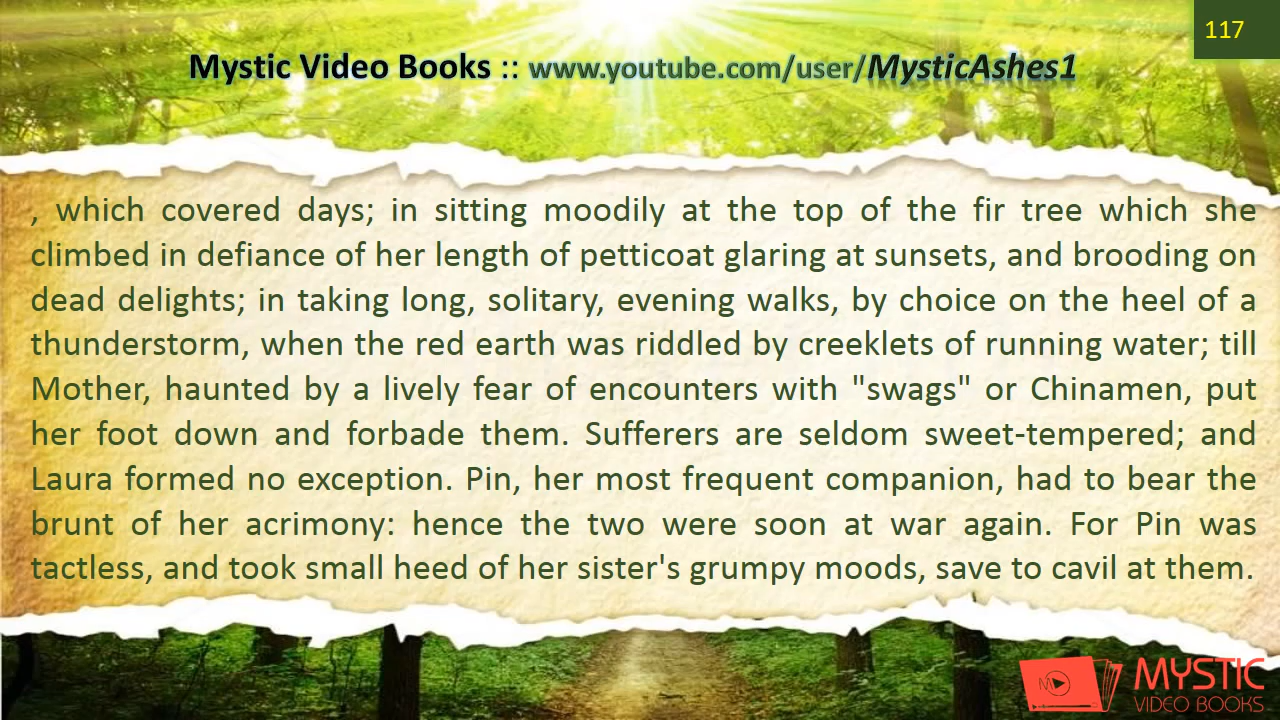 117
Mystic Video Books :: www.youtube.com/user/MysticAshes1
, which covered days; in sitting moodily at the top of the fir tree which she
climbed in defiance of her length of petticoat glaring at sunsets, and brooding on
dead delights; in taking long, solitary, evening walks, by choice on the heel of a
thunderstorm, when the red earth was riddled by creeklets of running water; till
Mother, haunted by a lively fear of encounters with "swags" or Chinamen, put
her foot down and forbade them. Sufferers are seldom sweet-tempered; and
Laura formed no exception. Pin, her most frequent companion, had to bear the
brunt of her acrimony: hence the two were soon at war again. For Pin was
tactless, and took small heed of her sister's grumpy moods, save to cavil at them.
MYSTIC
VIDEO BOOKS